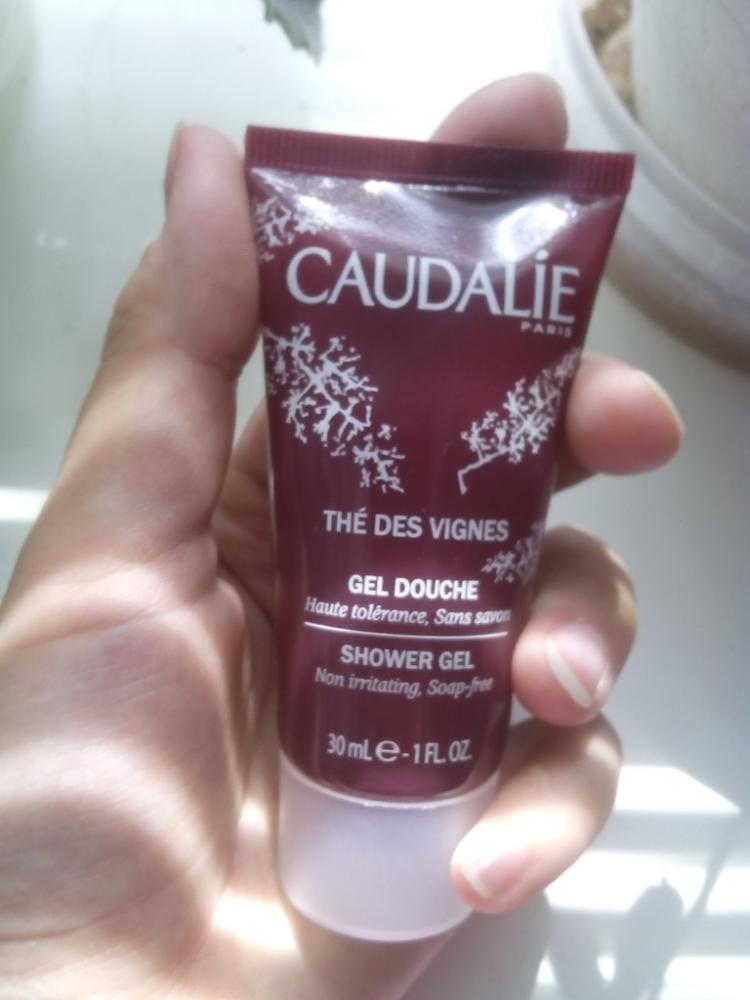 CAUDALİE
PARIS
THÉ DES VIGNES
GEL DOUCHE
Haute tolérance, Sans savon
SHOWER GEL
Non irritating, Soap-free
30 mL e - 1 FL. OZ.